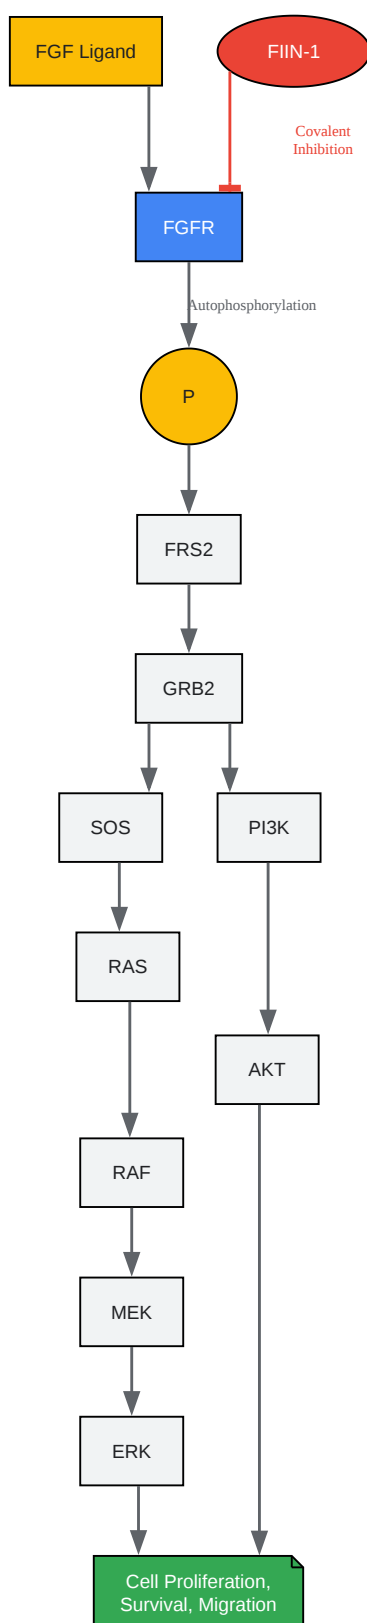 FGF Ligand
FIIN-1
Covalent
Inhibition
FGFR
Autophosphorylation
P
FRS2
GRB2
SOS
PI3K
RAS
AKT
RAF
MEK
ERK
Cell Proliferation,
Survival, Migration